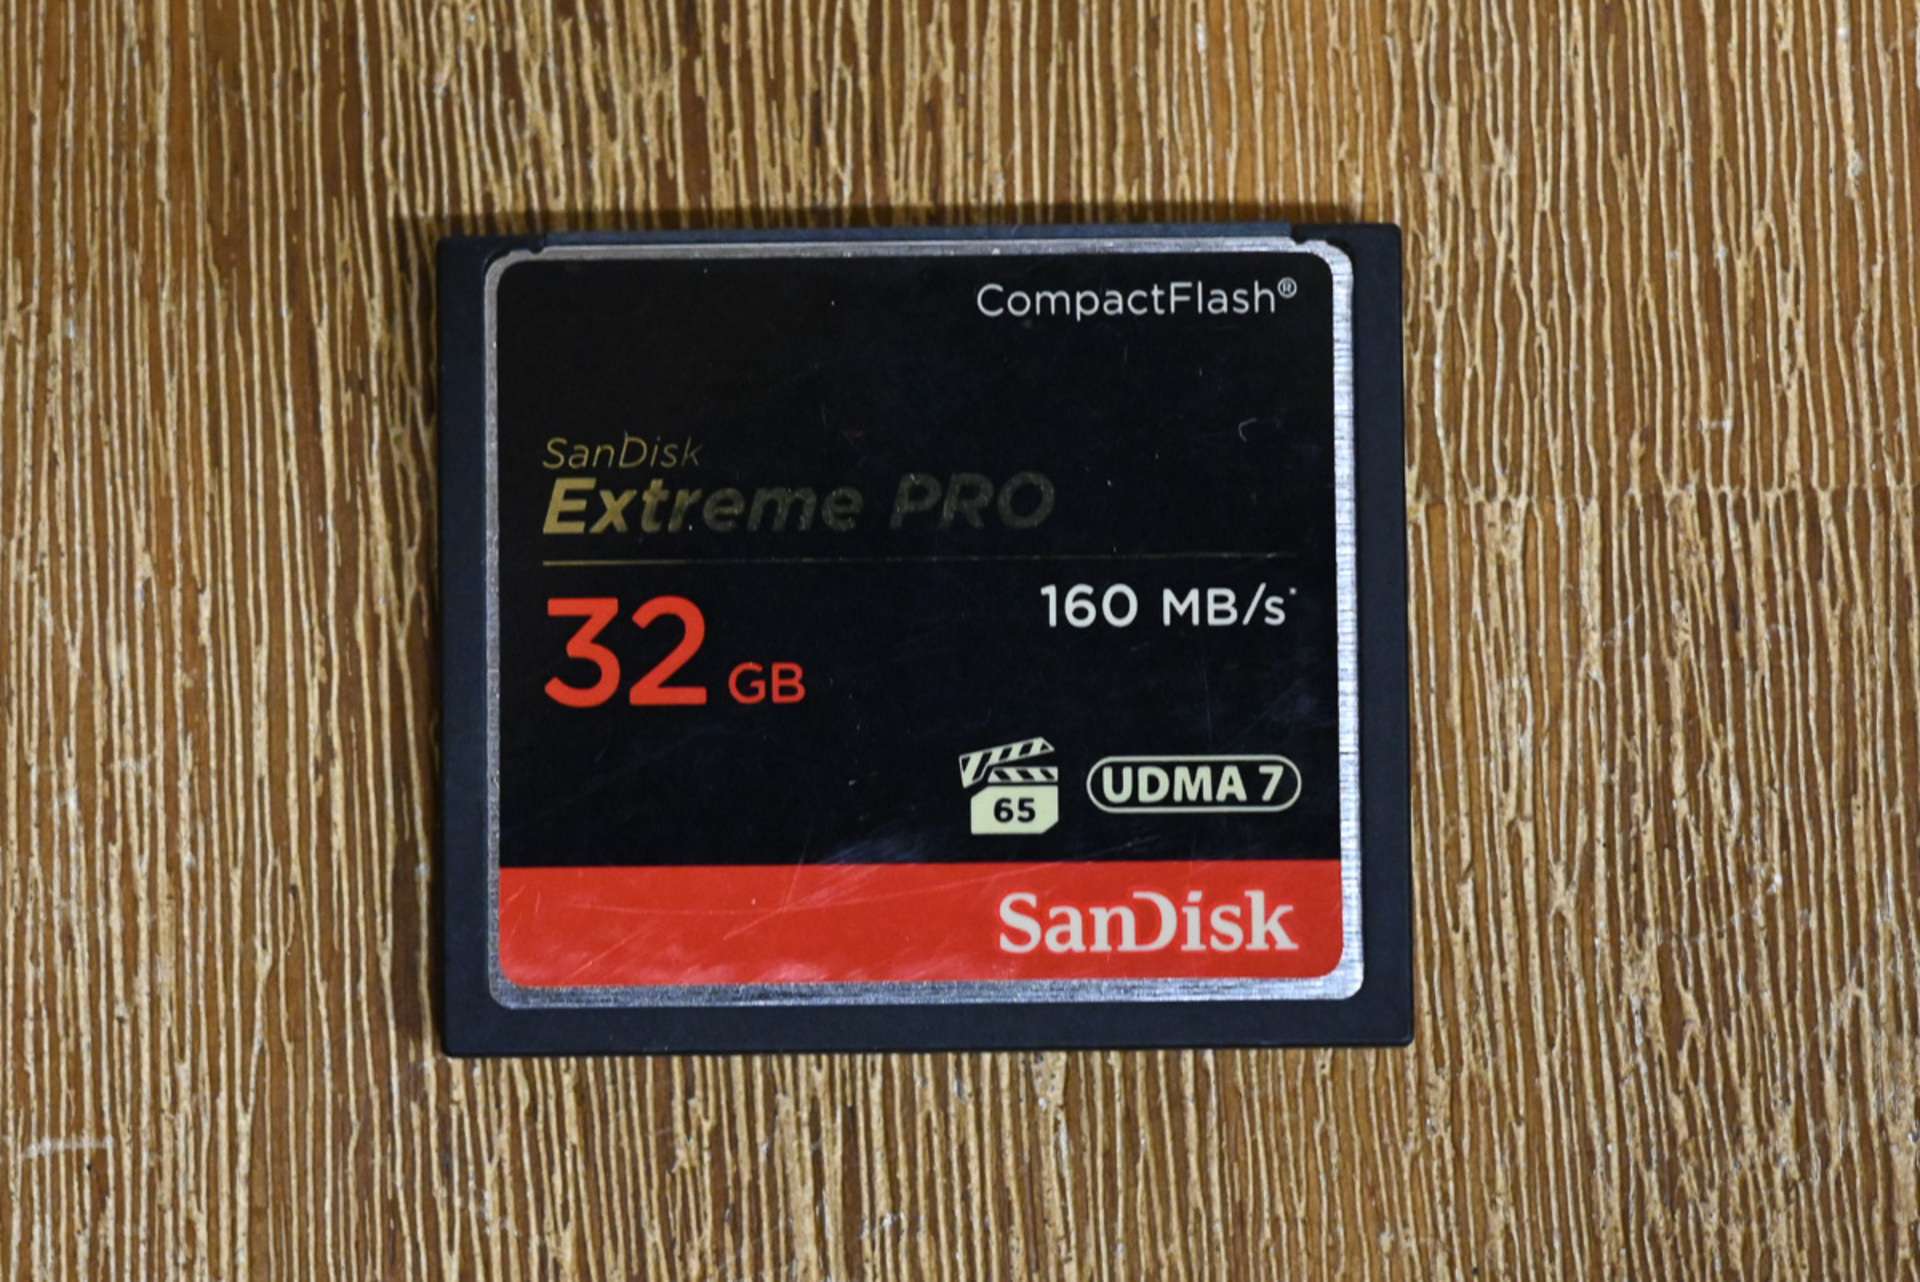 CompactFlash®
SanDisk
Extreme PRO
160 MB/s*
32 GB
65
UDMA 7
SanDisk